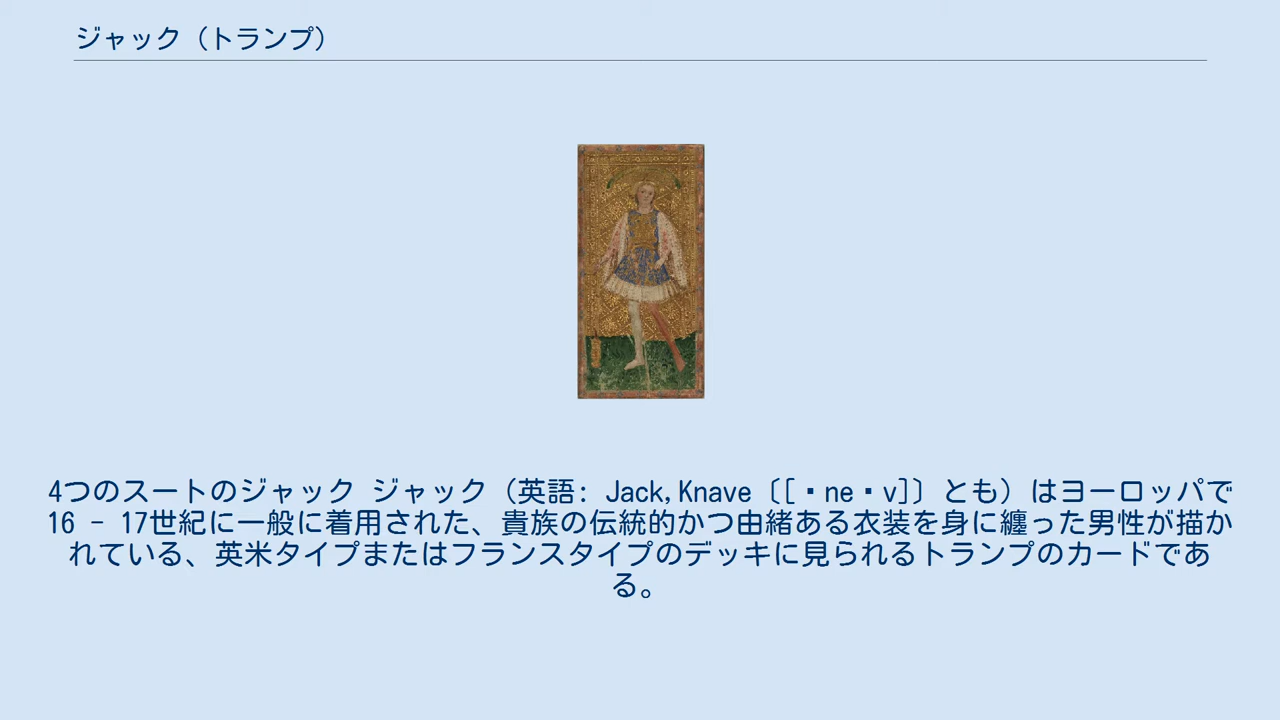 ジャック（トランプ）
4つのスートのジャック ジャック（英語: Jack,Knave〔[・ne・v]〕とも）はヨーロッパで
16 - 17世紀に一般に着用された、貴族の伝統的かつ由緒ある衣装を身に纏った男性が描か
れている、英米タイプまたはフランスタイプのデッキに見られるトランプのカードであ
る。